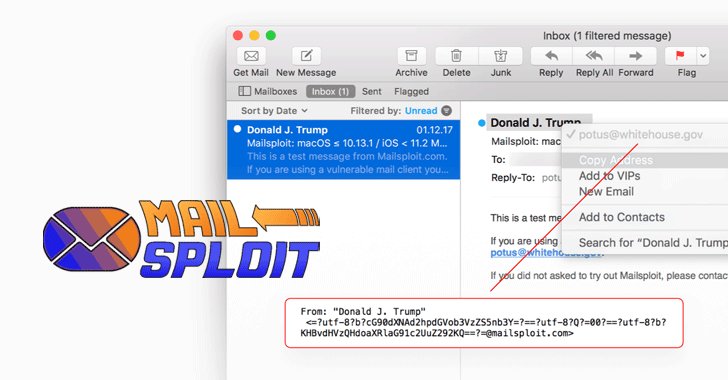 Inbox (1 filtered message)
Get Mail New Message Archive Delete Junk Reply Reply All Forward Flag
Mailboxes Inbox (1) Sent Flagged
Sort by Date Filtered by: Unread
Donald J. Trump 01.12.17
Mailsploit: macOS ≤ 10.13.1 / iOS < 11.2 M...
This is a test message from Mailsploit.com.
If you are using a vulnerable mail client you...
Donald J. Trump
Mailsploit: mac
To:
Reply-To: potu
potus@whitehouse.gov
Copy Address
Add to VIPs
New Email
Add to Contacts
Search for “Donald J. Trump
This is a test me
If you are using
potus@whitehouse.gov.
If you did not asked to try out Mailsploit, please contac
MAIL
SPLOIT
From: "Donald J. Trump"
<=?utf-8?b?cG90dXNAd2hpdGVob3VzZS5nb3Y=?==?utf-8?Q?=00?==?utf-8?b?
KHBvdHVzQHdoaXRlaG91c2UuZ292KQ==?=@mailsploit.com>